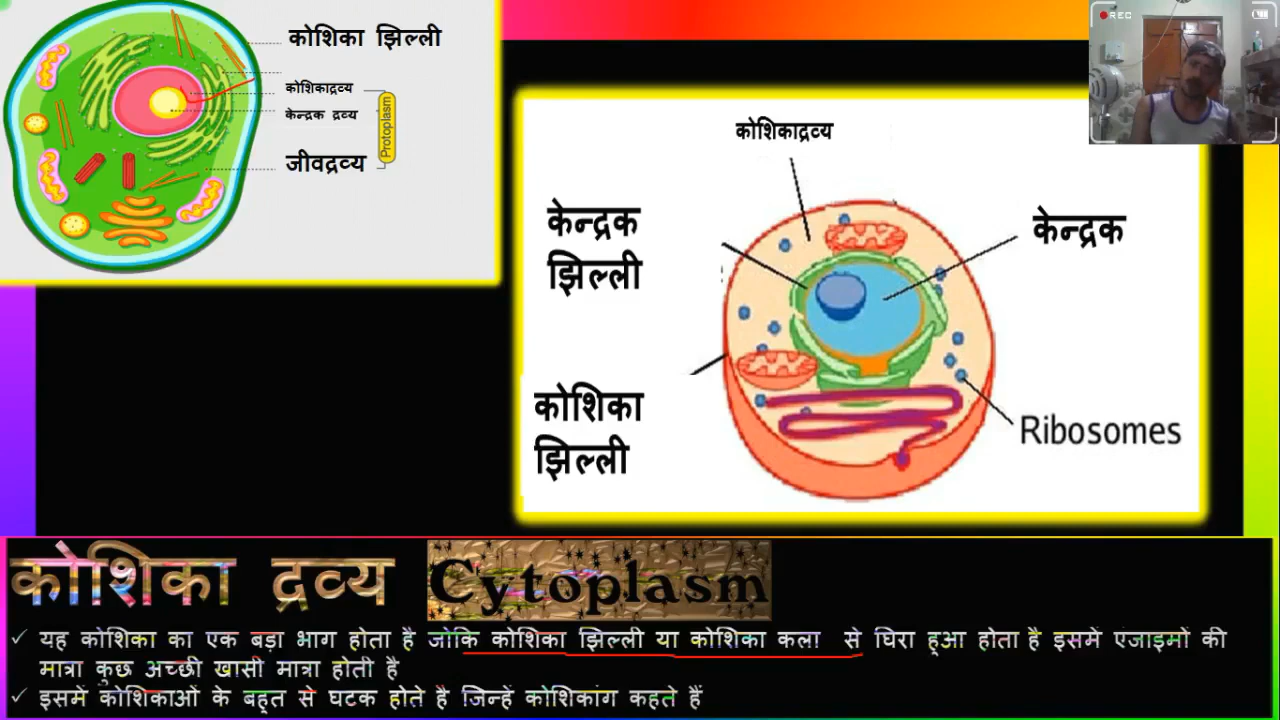 REC
कोशिका झिल्ली
कोशिकाद्रव्य
केन्द्रक द्रव्य
Protoplasm
जीवद्रव्य
कोशिकाद्रव्य
केन्द्रक
झिल्ली
केन्द्रक
कोशिका
झिल्ली
Ribosomes
कोशिका द्रव्य Cytoplasm
✓ यह कोशिका का एक बड़ा भाग होता है जोकि कोशिका झिल्ली या कोशिका कला से घिरा हुआ होता है इसमें एंजाइमों की
मात्रा कुछ अच्छी खासी मात्रा होती है
✓ इसमें कोशिकाओं के बहुत से घटक होते है जिन्हें कोशिकांग कहते हैं